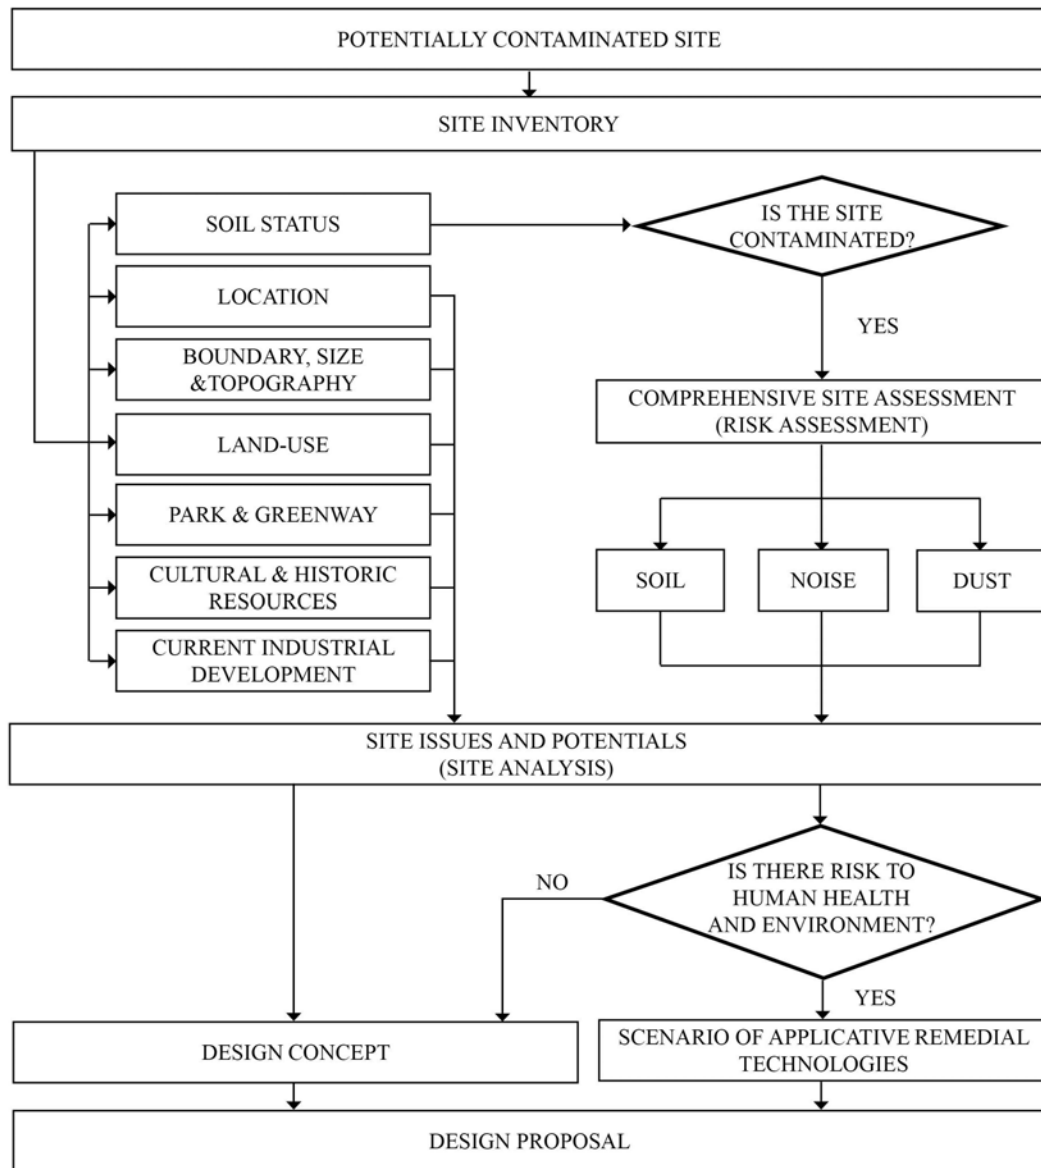 POTENTIALLY CONTAMINATED SITE
SITE INVENTORY
SOIL STATUS
IS THE SITE
CONTAMINATED?
LOCATION
YES
BOUNDARY, SIZE
&TOPOGRAPHY
COMPREHENSIVE SITE ASSESSMENT
(RISK ASSESSMENT)
LAND-USE
PARK & GREENWAY
CULTURAL & HISTORIC
RESOURCES
SOIL
NOISE
DUST
CURRENT INDUSTRIAL
DEVELOPMENT
SITE ISSUES AND POTENTIALS
(SITE ANALYSIS)
IS THERE RISK TO
HUMAN HEALTH
AND ENVIRONMENT?
NO
YES
DESIGN CONCEPT
SCENARIO OF APPLICATIVE REMEDIAL
TECHNOLOGIES
DESIGN PROPOSAL